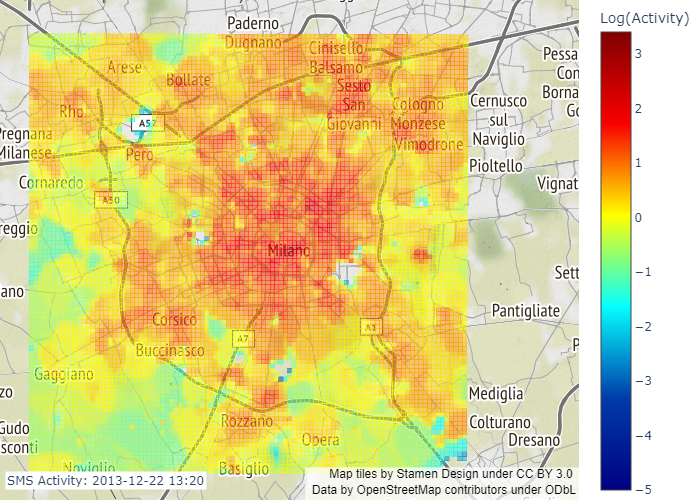 Log(Activity)
3
2
1
0
−1
−2
−3
−4
−5
Paderno
Dugnano
Cinisello
Balsamo
Arese
Bollate
Sesto
San
Giovanni
Rho
Cologno
Monzese
Vimodrone
Pessa
Con
Borna
Cernusco
sul
Naviglio
A52
Pregnana
Milanese
Pero
Pioltello
Cornaredo
Vignat
A50
reggio
Milano
Sett
ano
Pantigliate
Corsico
A7
A1
Buccinasco
Gaggiano
zo
Mediglia
Rozzano
Colturano
Gudo
sconti
Opera
Dresano
Noviglio
Basiglio
SMS Activity: 2013-12-22 13:20
Map tiles by Stamen Design under CC BY 3.0
Data by OpenStreetMap contributors under ODbL